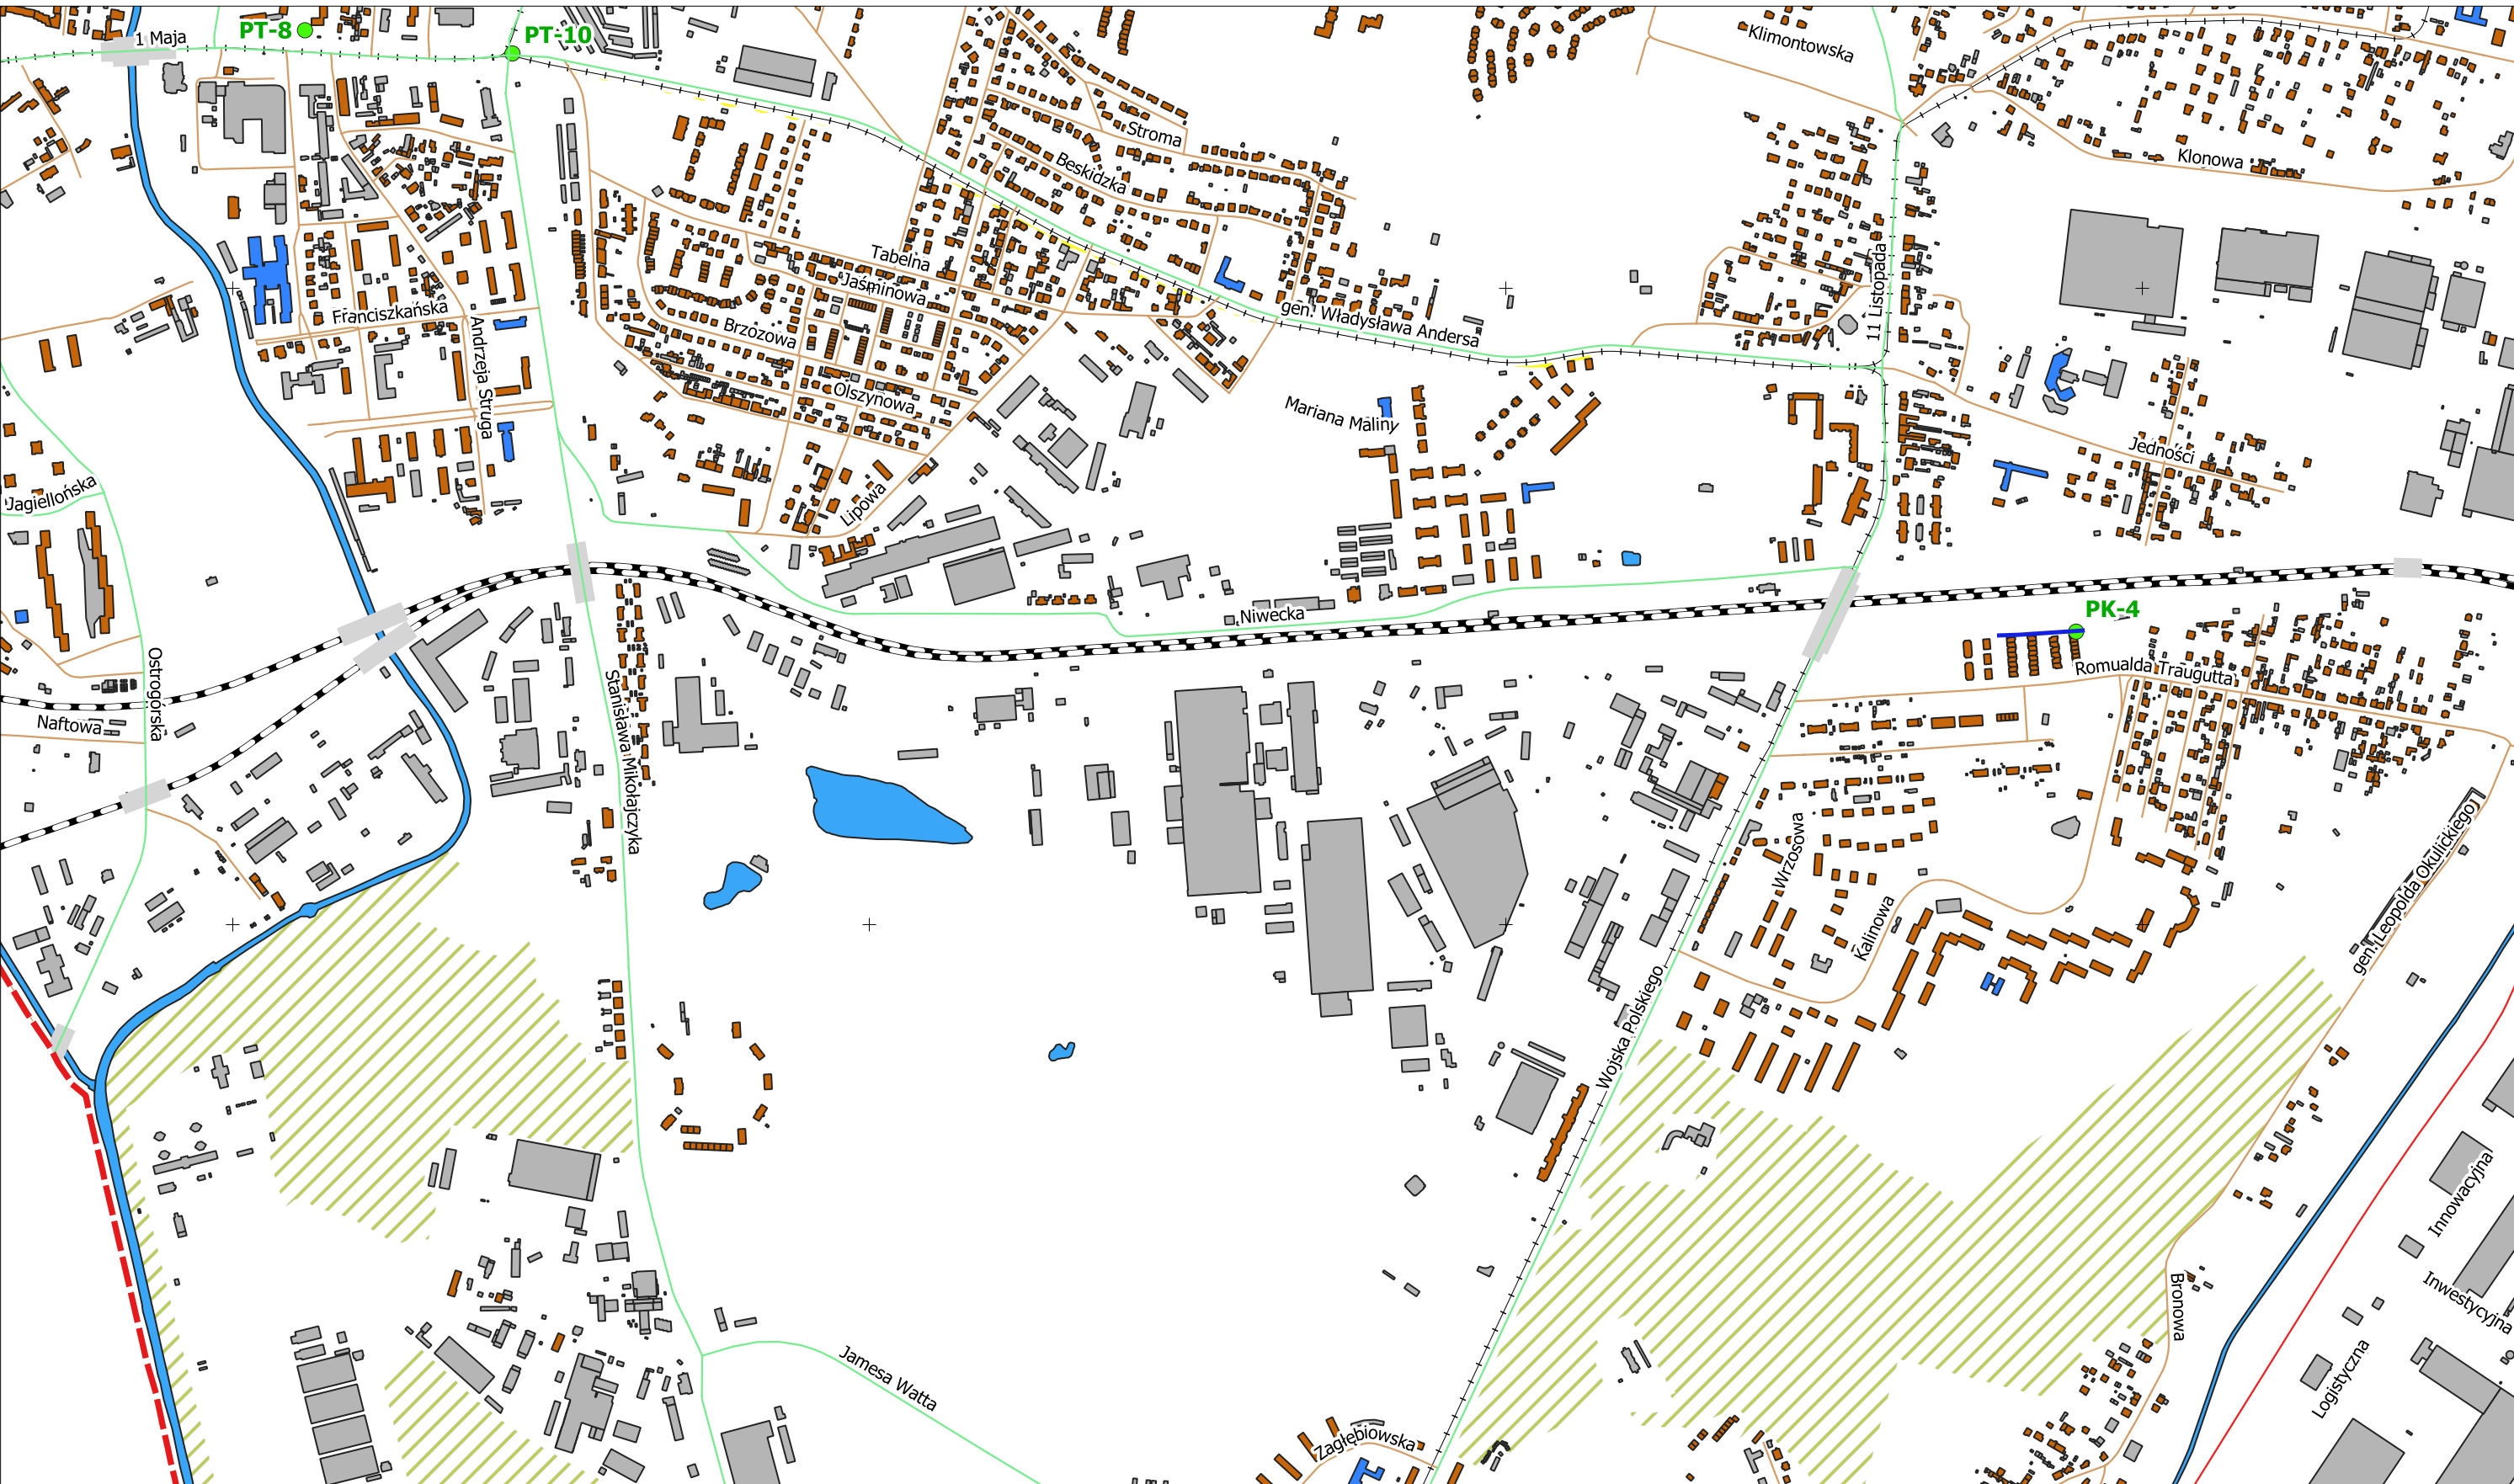 PT-8
1 Maja
PT-10
Klimontowska
Stroma
Beskidzka
Klonowa
Tabelna
Jaśminowa
11 Listopada
Franciszkańska
gen. Władysława Andersa
Brzozowa
Andrzeja Struga
Olszynowa
Mariana Maliny
Jedności
Jagiellońska
Lipowa
Niwecka
PK-4
Ostrogórska
Romualda Traugutta
Stanisława Mikołajczyka
Naftowa
Wrzosowa
gen. Leopolda Okulickiego
Kalinowa
Wojska Polskiego
Innowacyjna
Bronowa
Inwestycyjna
Jamesa Watta
Logistyczna
Zagłębiowska